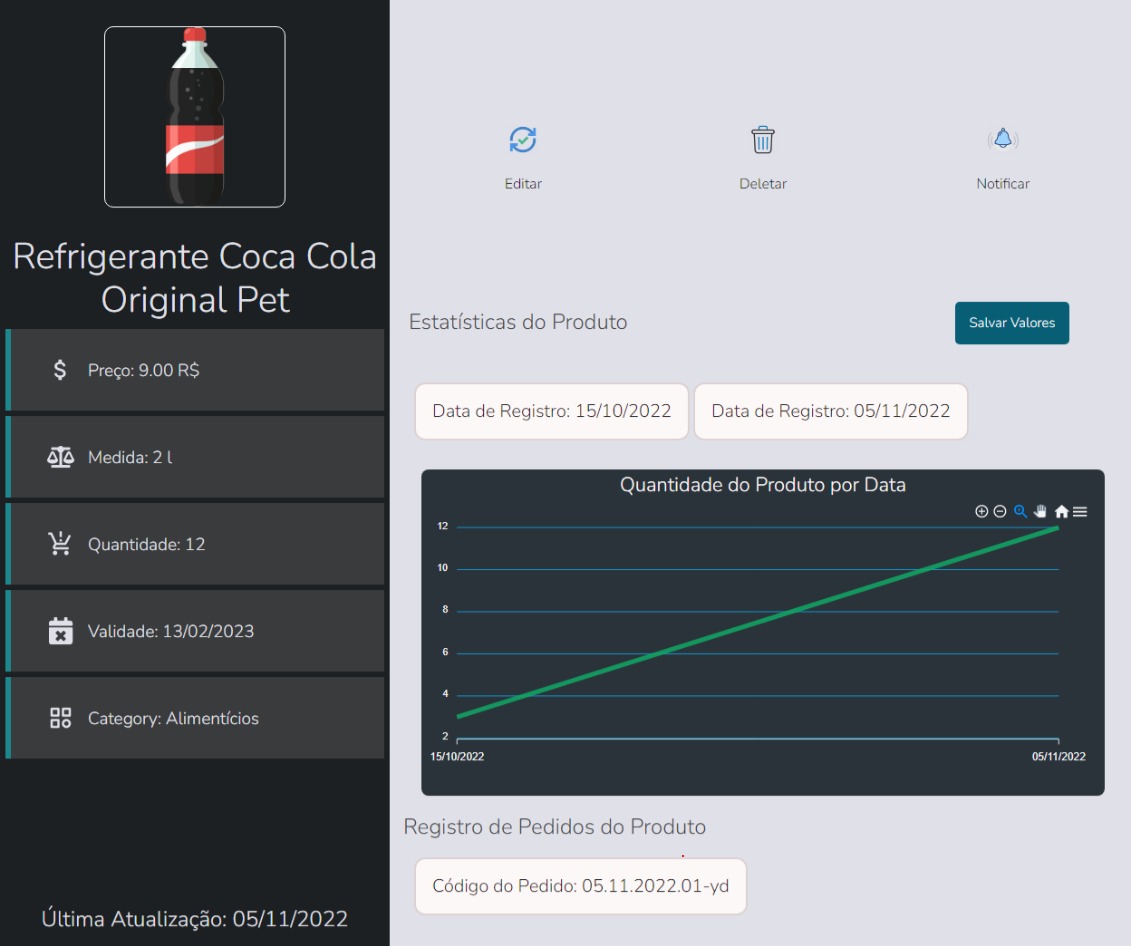 Refrigerante Coca Cola
Original Pet
Preço: 9.00 R$
Medida: 2 l
Quantidade: 12
Validade: 13/02/2023
Category: Alimentícios
Última Atualização: 05/11/2022
Editar
Deletar
Notificar
Estatísticas do Produto
Salvar Valores
Data de Registro: 15/10/2022
Data de Registro: 05/11/2022
Quantidade do Produto por Data
12
10
8
6
4
2
15/10/2022
05/11/2022
Registro de Pedidos do Produto
Código do Pedido: 05.11.2022.01-yd